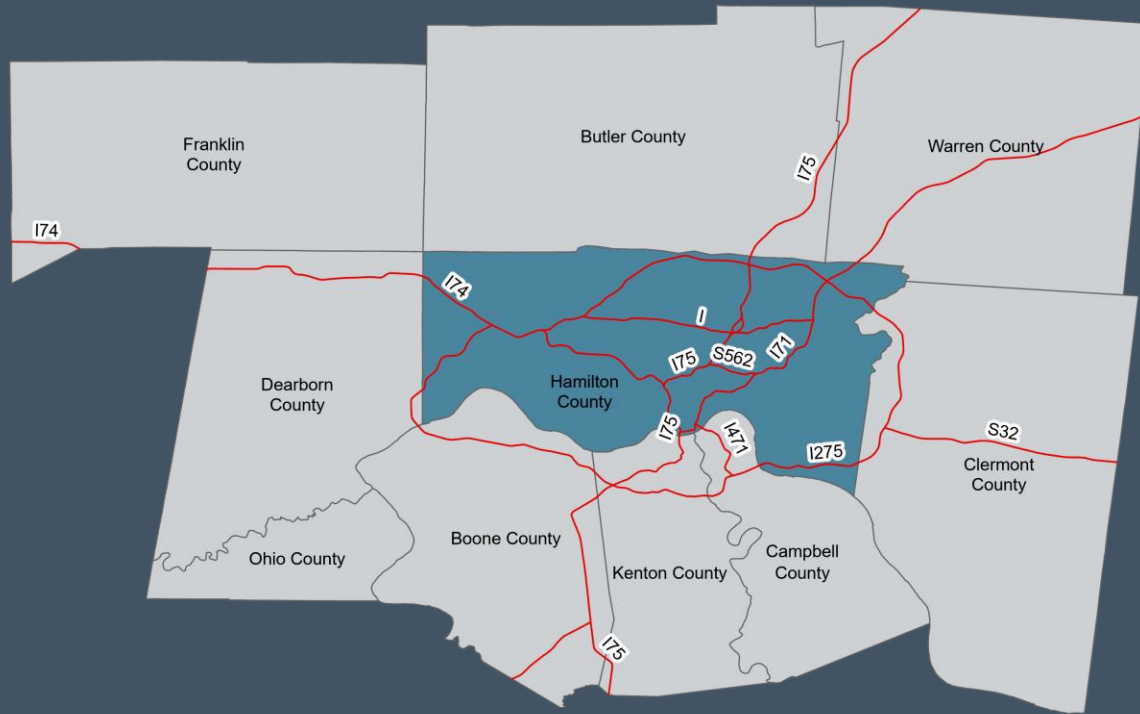 Franklin
County
Butler County
Warren County
I75
I74
I74
I
I75
S562
I71
Dearborn
County
Hamilton
County
I75
I471
I275
S32
Clermont
County
Ohio County
Boone County
Kenton County
Campbell
County
I75